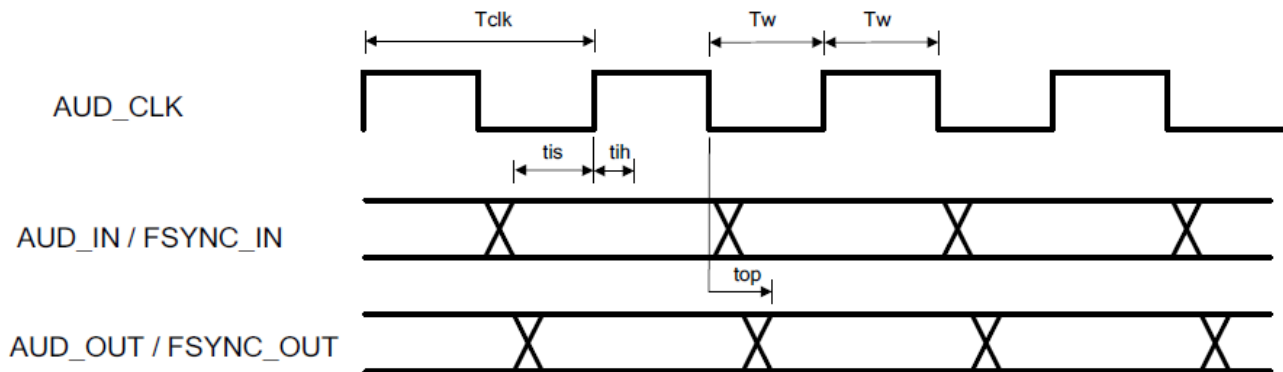 Tclk Tw Tw
AUD_CLK
tis tih
AUD_IN / FSYNC_IN
top
AUD_OUT / FSYNC_OUT